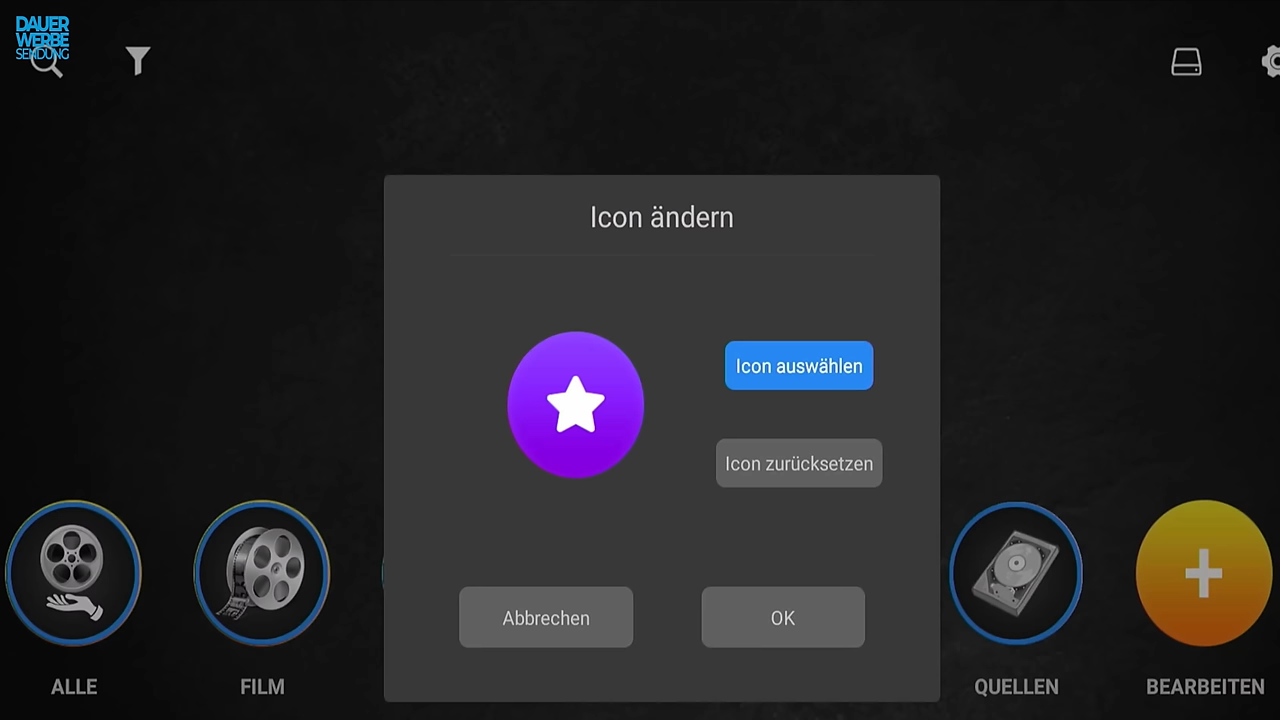 DAUER
WERBE
SENDUNG
Icon ändern
Icon auswählen
Icon zurücksetzen
Abbrechen
OK
ALLE
FILM
QUELLEN
BEARBEITEN